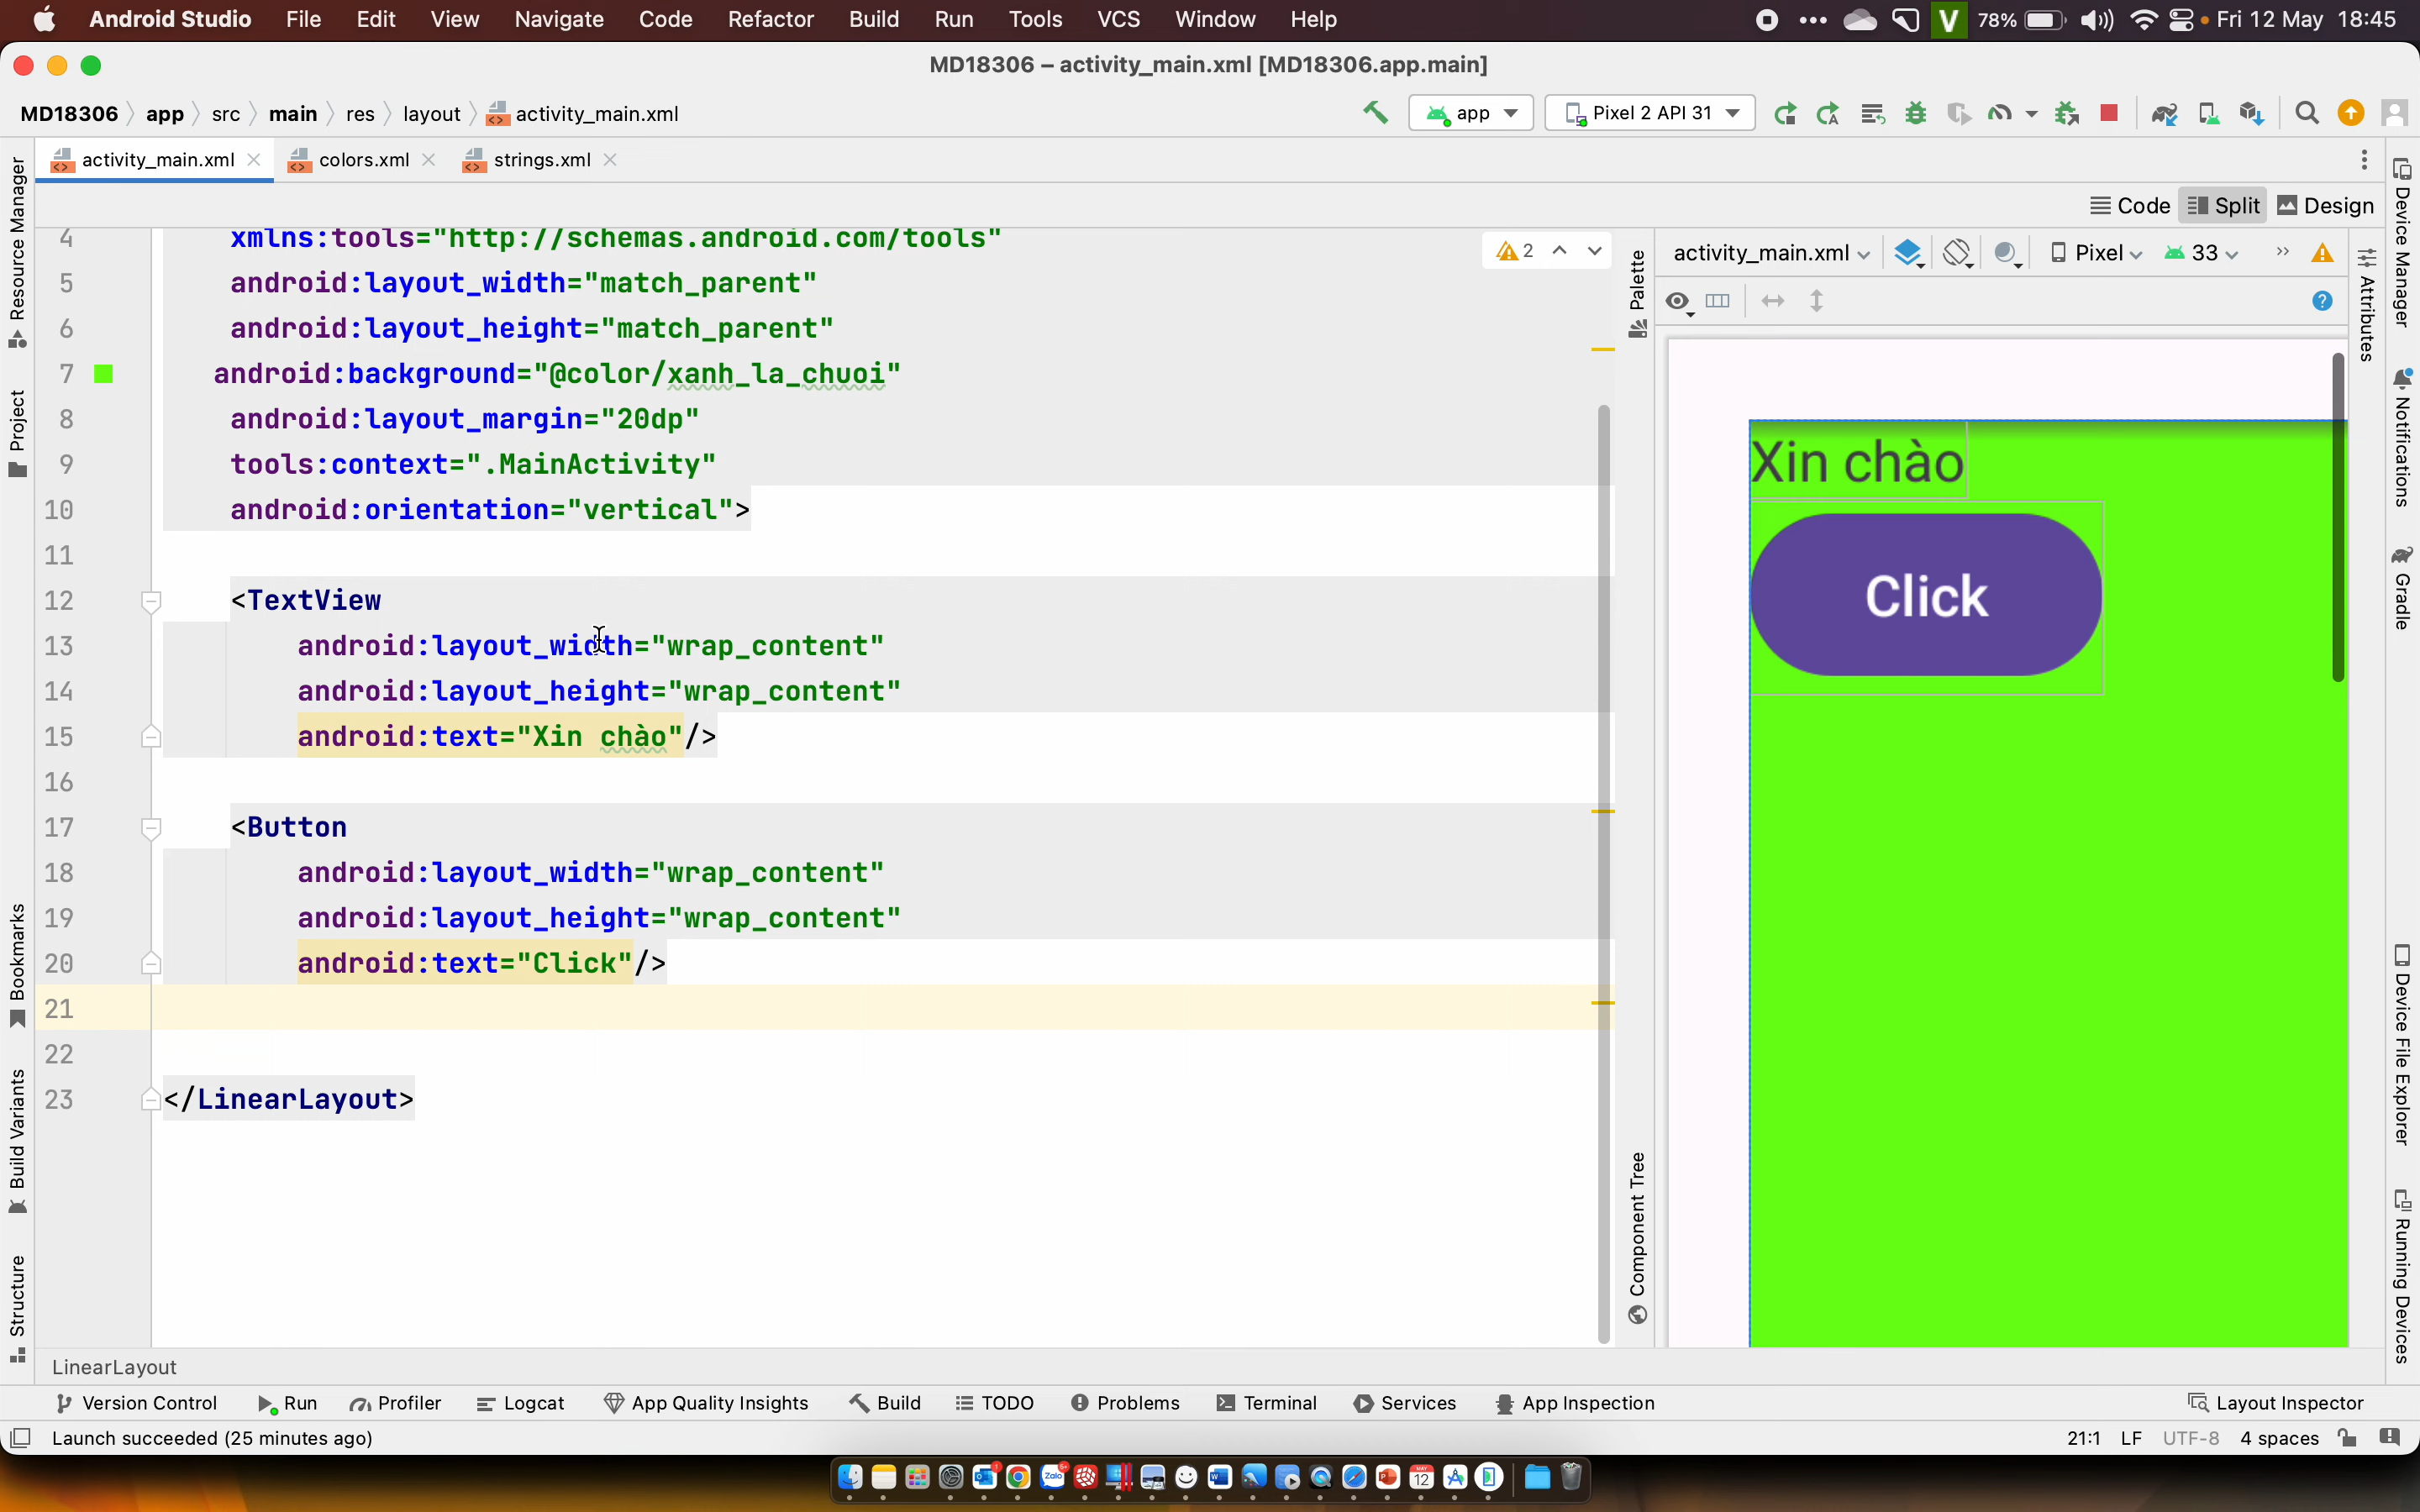 Android Studio File Edit View Navigate Code Refactor Build Run Tools VCS Window Help V 78% Fri 12 May 18:45
MD18306 – activity_main.xml [MD18306.app.main]
MD18306 app src main res layout activity_main.xml app Pixel 2 API 31
activity_main.xml colors.xml strings.xml
Code Split Design
activity_main.xml Pixel 33
2
4 xmlns:tools="http://schemas.android.com/tools"
5 android:layout_width="match_parent"
6 android:layout_height="match_parent"
7 android:background="@color/xanh_la_chuoi"
8 android:layout_margin="20dp"
9 tools:context=".MainActivity"
10 android:orientation="vertical">
11
12 <TextView
13 android:layout_width="wrap_content"
14 android:layout_height="wrap_content"
15 android:text="Xin chào"/>
16
17 <Button
18 android:layout_width="wrap_content"
19 android:layout_height="wrap_content"
20 android:text="Click"/>
21
22
23 </LinearLayout>
Xin chào
Click
Resource Manager
Project
Bookmarks
Build Variants
Structure
Palette
Component Tree
Attributes
Device Manager
Notifications
Gradle
Device File Explorer
Running Devices
LinearLayout
Version Control Run Profiler Logcat App Quality Insights Build TODO Problems Terminal Services App Inspection Layout Inspector
Launch succeeded (25 minutes ago) 21:1 LF UTF-8 4 spaces
Zalo
12